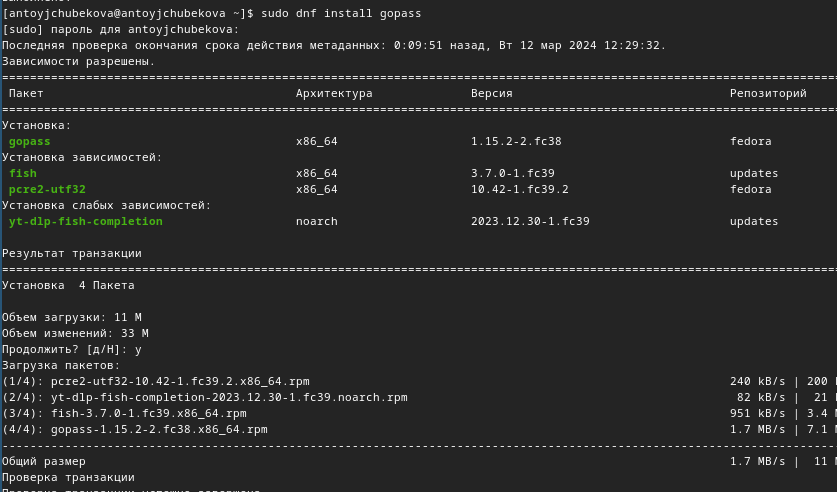 [antoyjchubekova@antoyjchubekova ~]$ sudo dnf install gopass
[sudo] пароль для antoyjchubekova:
Последняя проверка окончания срока действия метаданных: 0:09:51 назад, Вт 12 мар 2024 12:29:32.
Зависимости разрешены.
================================================================================
Пакет Архитектура Версия Репозиторий
================================================================================
Установка:
gopass x86_64 1.15.2-2.fc38 fedora
Установка зависимостей:
fish x86_64 3.7.0-1.fc39 updates
pcre2-utf32 x86_64 10.42-1.fc39.2 fedora
Установка слабых зависимостей:
yt-dlp-fish-completion noarch 2023.12.30-1.fc39 updates
Результат транзакции
================================================================================
Установка 4 Пакета
Объем загрузки: 11 M
Объем изменений: 33 M
Продолжить? [д/Н]: y
Загрузка пакетов:
(1/4): pcre2-utf32-10.42-1.fc39.2.x86_64.rpm 240 kB/s | 200
(2/4): yt-dlp-fish-completion-2023.12.30-1.fc39.noarch.rpm 82 kB/s | 21
(3/4): fish-3.7.0-1.fc39.x86_64.rpm 951 kB/s | 3.4
(4/4): gopass-1.15.2-2.fc38.x86_64.rpm 1.7 MB/s | 7.1
--------------------------------------------------------------------------------
Общий размер 1.7 MB/s | 11
Проверка транзакции